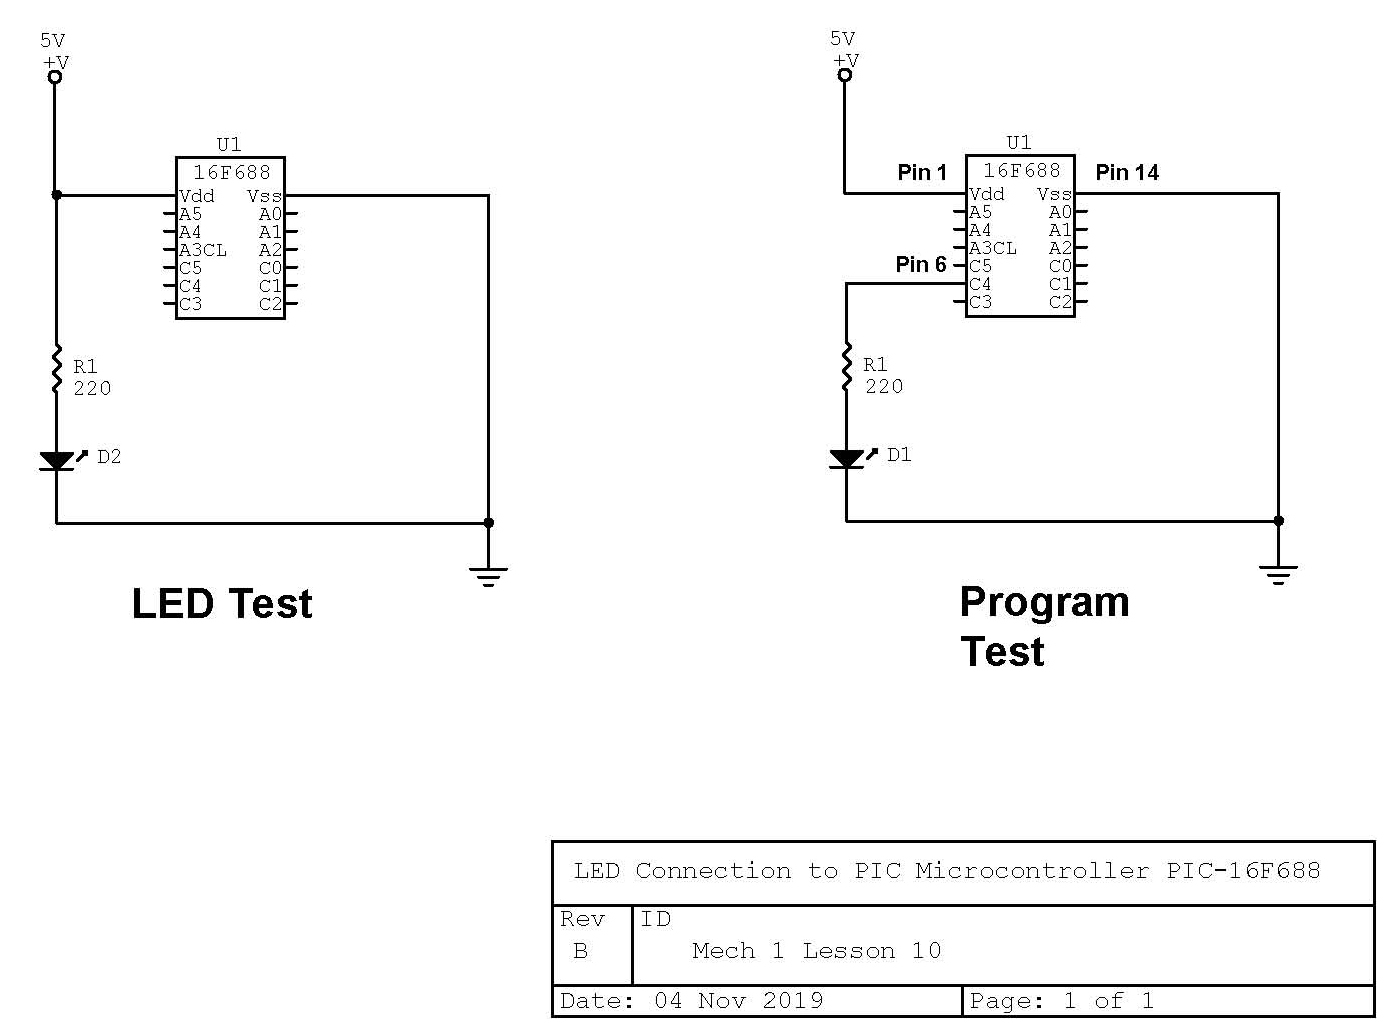 5V
+V
U1
16F688
Vdd Vss
A5 A0
A4 A1
A3CL A2
C5 C0
C4 C1
C3 C2
R1
220
D2
LED Test
5V
+V
U1
Pin 1 16F688 Pin 14
Vdd Vss
A5 A0
A4 A1
A3CL A2
Pin 6 C5 C0
C4 C1
C3 C2
R1
220
D1
Program
Test
LED Connection to PIC Microcontroller PIC-16F688
Rev ID
B Mech 1 Lesson 10
Date: 04 Nov 2019 Page: 1 of 1